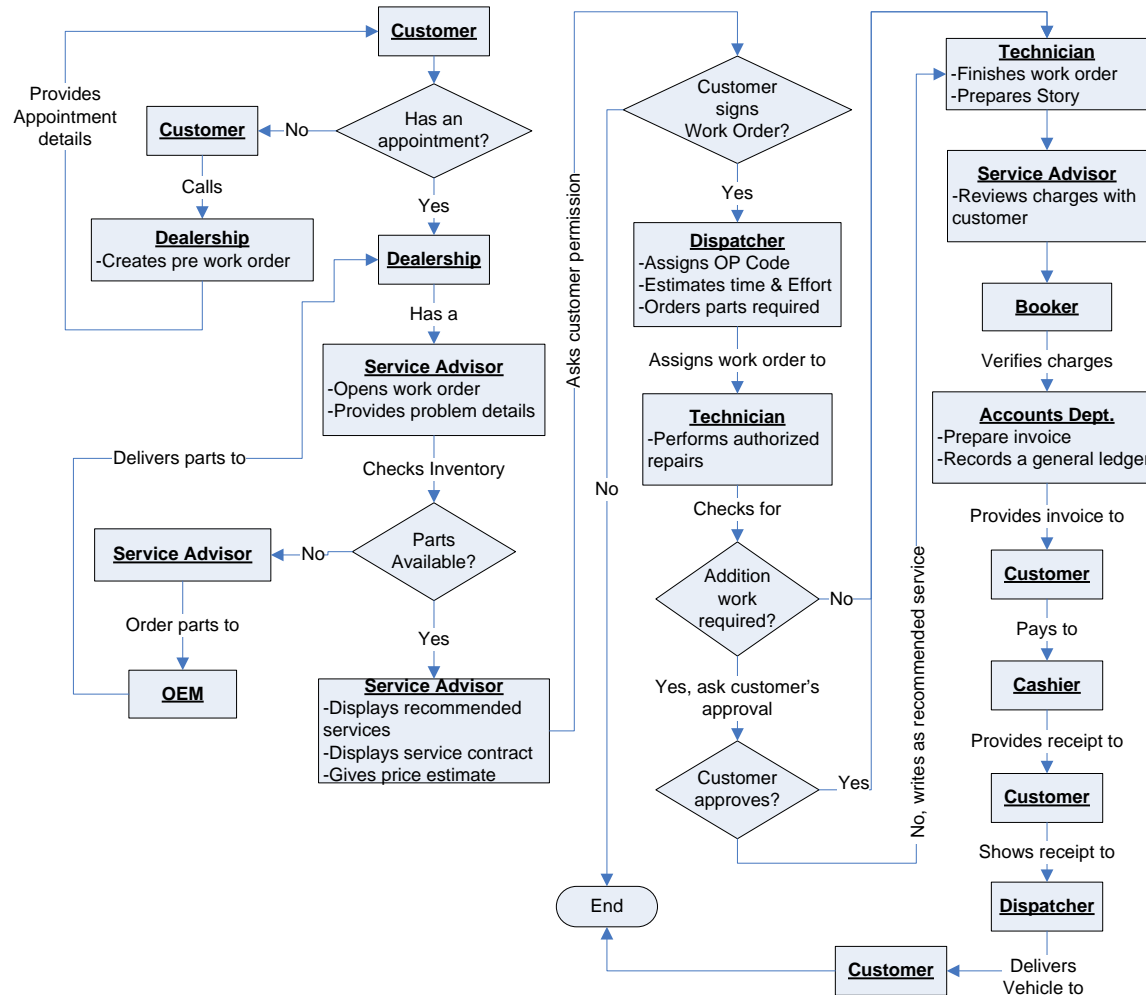 Customer
Has an
appointment?
No
Customer
Calls
Dealership
-Creates pre work order
Provides
Appointment
details
Yes
Dealership
Has a
Service Advisor
-Opens work order
-Provides problem details
Checks Inventory
Parts
Available?
No
Service Advisor
Order parts to
OEM
Delivers parts to
Yes
Service Advisor
-Displays recommended
services
-Displays service contract
-Gives price estimate
Asks customer permission
Customer
signs
Work Order?
No
Yes
Dispatcher
-Assigns OP Code
-Estimates time & Effort
-Orders parts required
Assigns work order to
Technician
-Performs authorized
repairs
Checks for
Addition
work
required?
No
Yes, ask customer's
approval
Customer
approves?
Yes
No, writes as recommended service
Technician
-Finishes work order
-Prepares Story
Service Advisor
-Reviews charges with
customer
Booker
Verifies charges
Accounts Dept.
-Prepare invoice
-Records a general ledger
Provides invoice to
Customer
Pays to
Cashier
Provides receipt to
Customer
Shows receipt to
Dispatcher
Delivers
Vehicle to
Customer
End